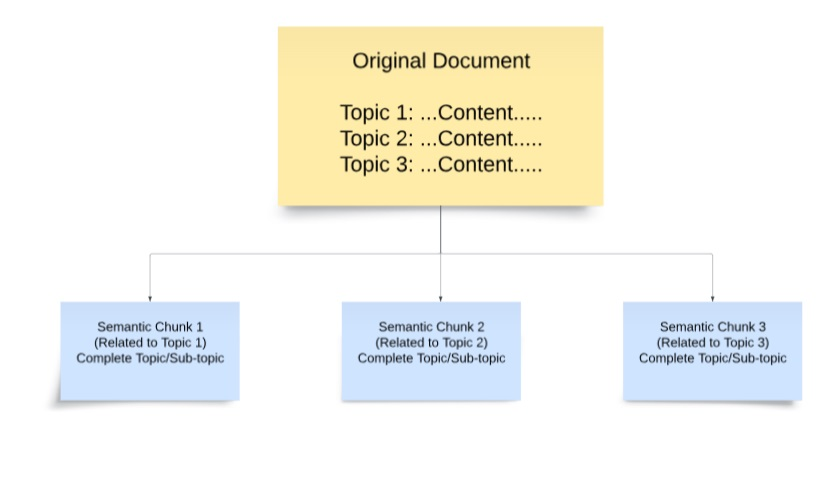 Original Document
Topic 1: ...Content.....
Topic 2: ...Content.....
Topic 3: ...Content.....
Semantic Chunk 1
(Related to Topic 1)
Complete Topic/Sub-topic
Semantic Chunk 2
(Related to Topic 2)
Complete Topic/Sub-topic
Semantic Chunk 3
(Related to Topic 3)
Complete Topic/Sub-topic